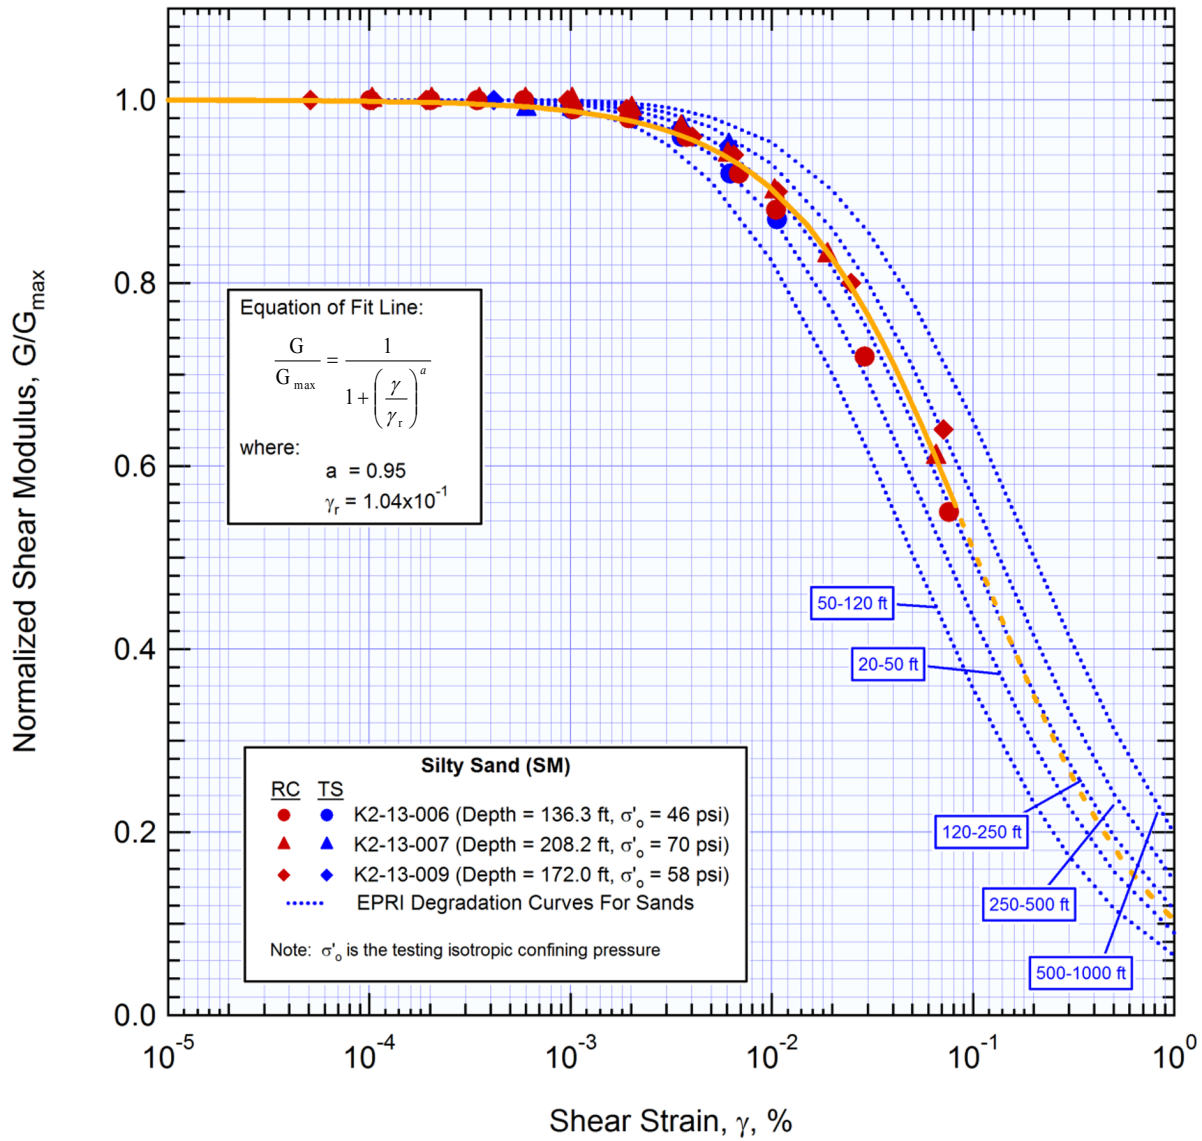 Normalized Shear Modulus, G/Gmax
1.0
0.8
0.6
0.4
0.2
0.0
Equation of Fit Line:
G/Gmax = 1/(1+(γ/γr)^a)
where:
a = 0.95
γr = 1.04x10^-1
50-120 ft
20-50 ft
120-250 ft
250-500 ft
500-1000 ft
Silty Sand (SM)
RC TS
K2-13-006 (Depth = 136.3 ft, σ'o = 46 psi)
K2-13-007 (Depth = 208.2 ft, σ'o = 70 psi)
K2-13-009 (Depth = 172.0 ft, σ'o = 58 psi)
EPRI Degradation Curves For Sands
Note: σ'o is the testing isotropic confining pressure
10^-5 10^-4 10^-3 10^-2 10^-1 10^0
Shear Strain, γ, %